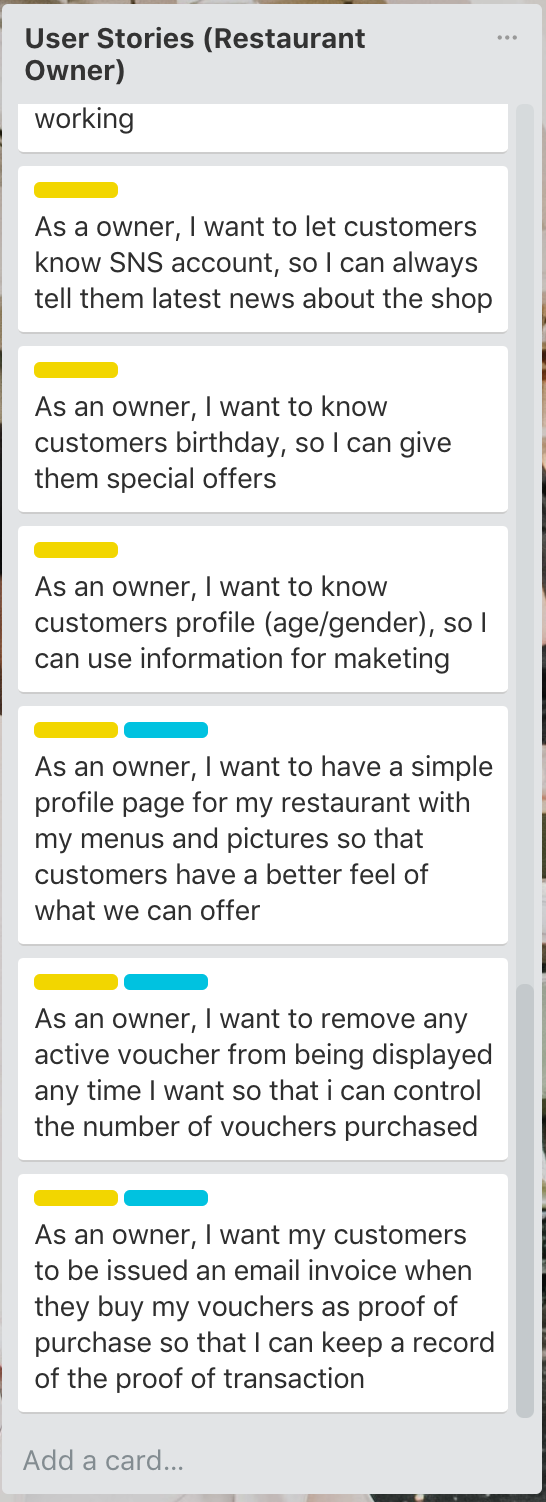 User Stories (Restaurant
Owner)
working
As a owner, I want to let customers
know SNS account, so I can always
tell them latest news about the shop
As an owner, I want to know
customers birthday, so I can give
them special offers
As an owner, I want to know
customers profile (age/gender), so I
can use information for maketing
As an owner, I want to have a simple
profile page for my restaurant with
my menus and pictures so that
customers have a better feel of
what we can offer
As an owner, I want to remove any
active voucher from being displayed
any time I want so that i can control
the number of vouchers purchased
As an owner, I want my customers
to be issued an email invoice when
they buy my vouchers as proof of
purchase so that I can keep a record
of the proof of transaction
Add a card...